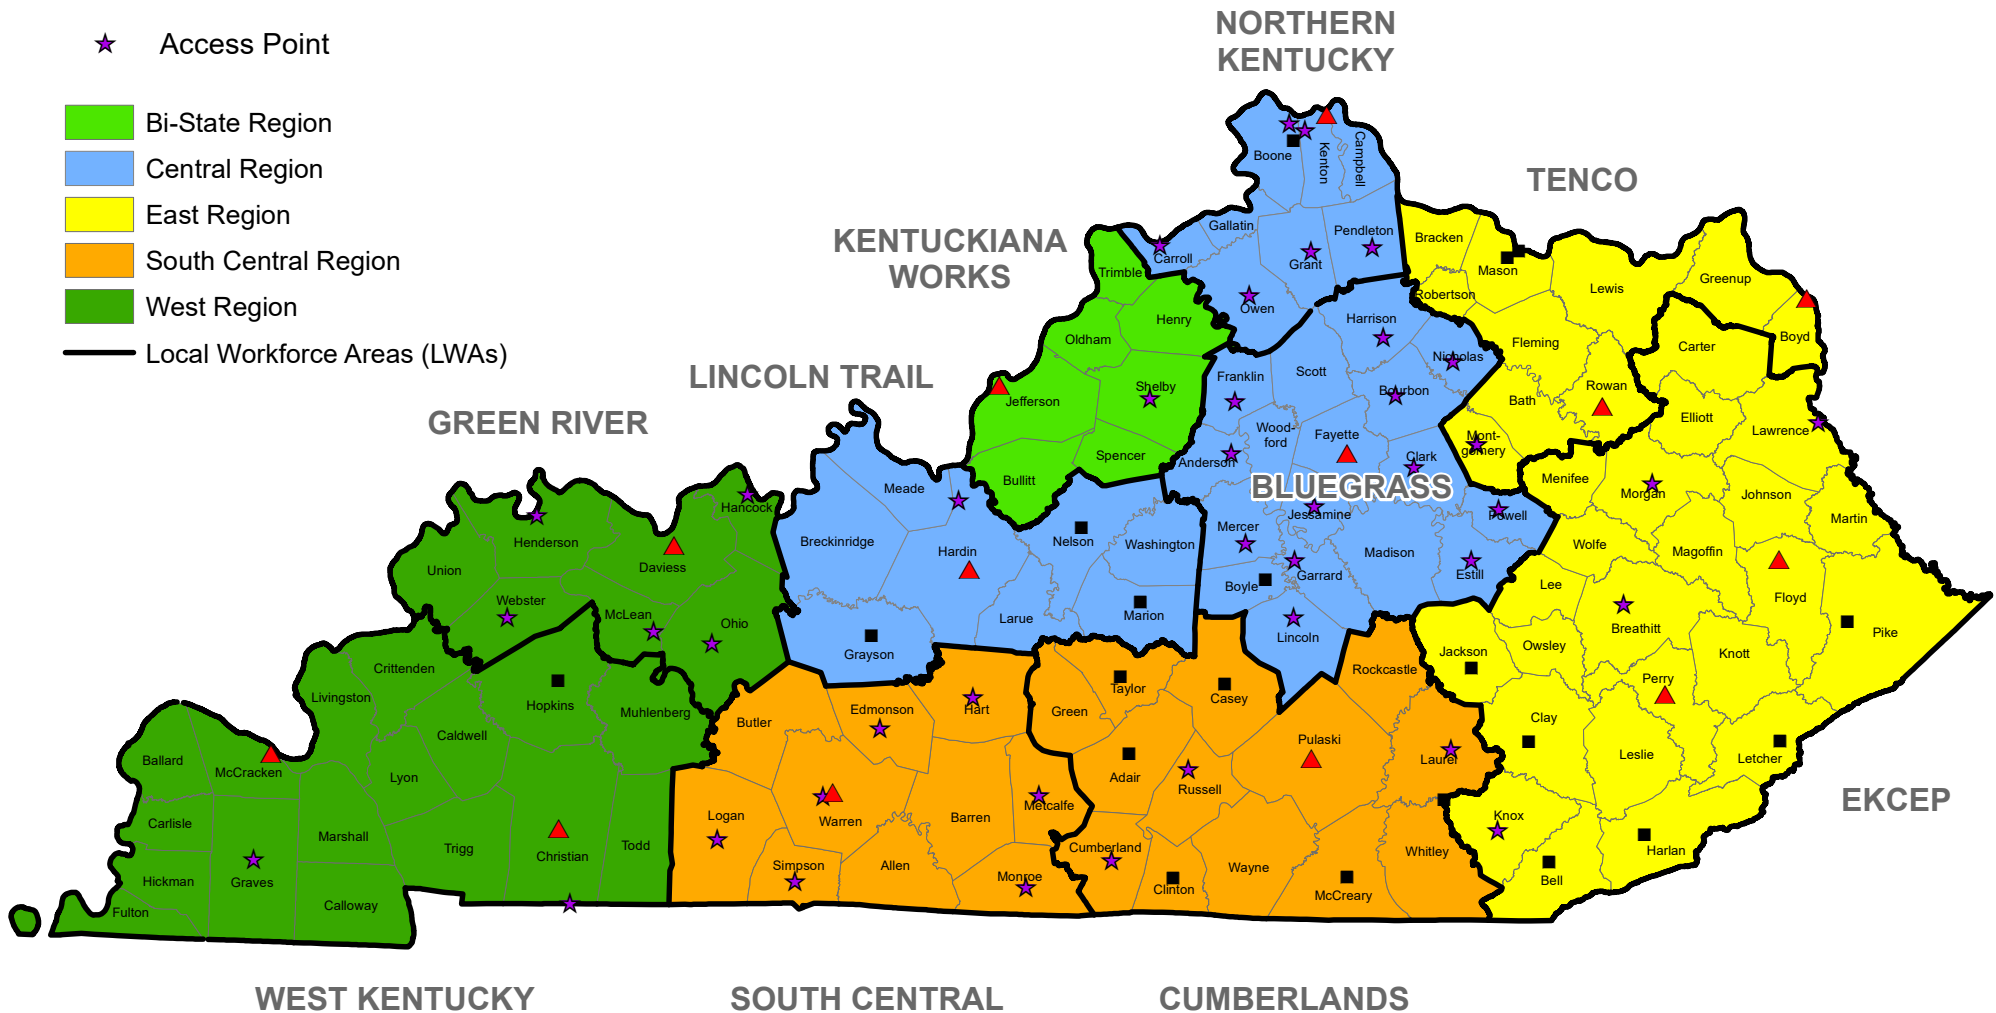 NORTHERN
KENTUCKY
Access Point
Bi-State Region
Central Region
East Region
South Central Region
West Region
Local Workforce Areas (LWAs)
TENCO
KENTUCKIANA
WORKS
LINCOLN TRAIL
GREEN RIVER
BLUEGRASS
EKCEP
WEST KENTUCKY
SOUTH CENTRAL
CUMBERLANDS
Boone
Kenton
Campbell
Gallatin
Carroll
Grant
Pendleton
Owen
Trimble
Henry
Oldham
Shelby
Jefferson
Spencer
Bullitt
Bracken
Mason
Robertson
Lewis
Greenup
Fleming
Boyd
Carter
Rowan
Bath
Mont-
gomery
Harrison
Nicholas
Franklin
Scott
Bourbon
Wood-
ford
Fayette
Anderson
Clark
Jessamine
Powell
Mercer
Madison
Estill
Garrard
Boyle
Lincoln
Elliott
Lawrence
Menifee
Morgan
Johnson
Martin
Wolfe
Magoffin
Lee
Floyd
Pike
Breathitt
Owsley
Knott
Jackson
Perry
Clay
Leslie
Letcher
Knox
Harlan
Bell
Meade
Breckinridge
Hardin
Nelson
Washington
Larue
Marion
Grayson
Hancock
Henderson
Daviess
Union
Webster
McLean
Ohio
Crittenden
Livingston
Hopkins
Muhlenberg
Caldwell
Lyon
Ballard
McCracken
Carlisle
Marshall
Trigg
Christian
Todd
Hickman
Graves
Calloway
Fulton
Butler
Edmonson
Hart
Logan
Warren
Barren
Metcalfe
Simpson
Allen
Monroe
Green
Taylor
Casey
Rockcastle
Adair
Russell
Pulaski
Laurel
Cumberland
Clinton
Wayne
McCreary
Whitley